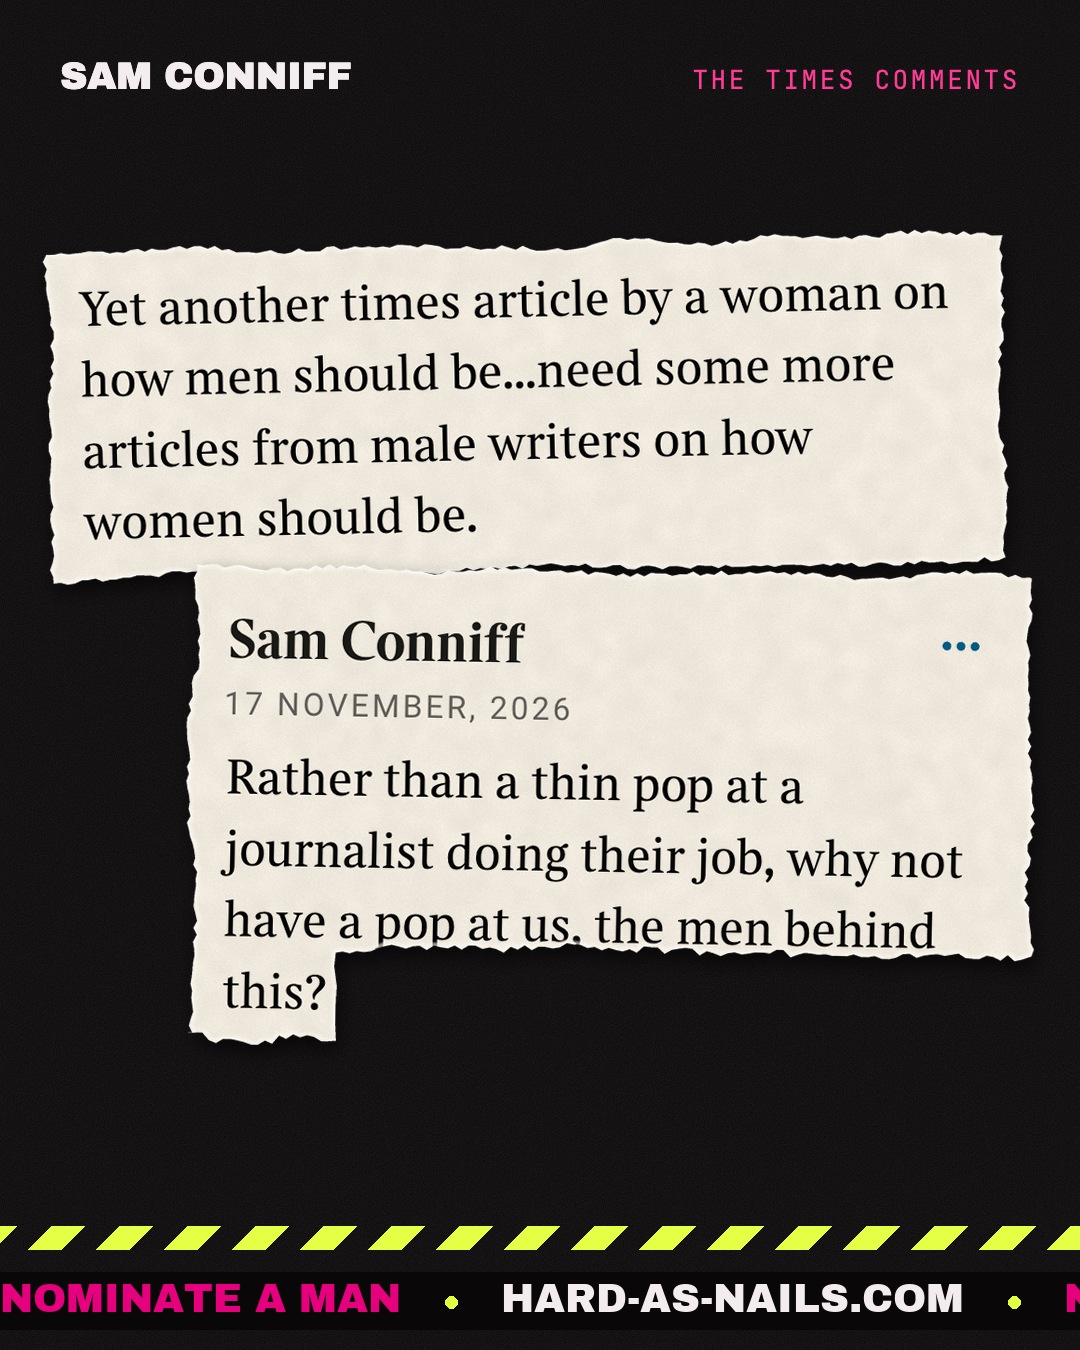 SAM CONNIFF
THE TIMES COMMENTS
Yet another times article by a woman on
how men should be...need some more
articles from male writers on how
women should be.
Sam Conniff
17 NOVEMBER, 2026
Rather than a thin pop at a
journalist doing their job, why not
have a pop at us, the men behind
this?
NOMINATE A MAN • HARD-AS-NAILS.COM •